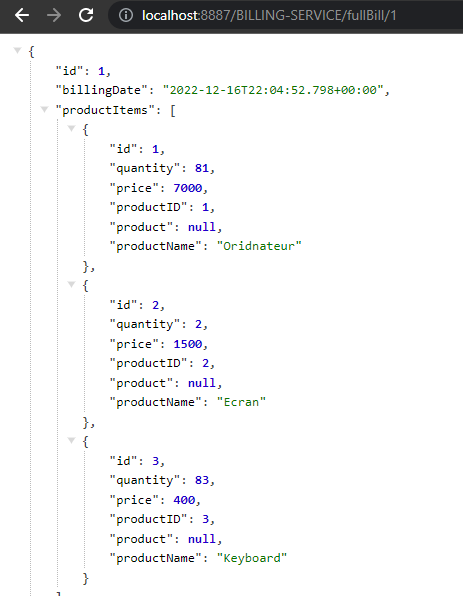 localhost:8887/BILLING-SERVICE/fullBill/1
{
"id": 1,
"billingDate": "2022-12-16T22:04:52.798+00:00",
"productItems": [
{
"id": 1,
"quantity": 81,
"price": 7000,
"productID": 1,
"product": null,
"productName": "Oridnateur"
},
{
"id": 2,
"quantity": 2,
"price": 1500,
"productID": 2,
"product": null,
"productName": "Ecran"
},
{
"id": 3,
"quantity": 83,
"price": 400,
"productID": 3,
"product": null,
"productName": "Keyboard"
}
]